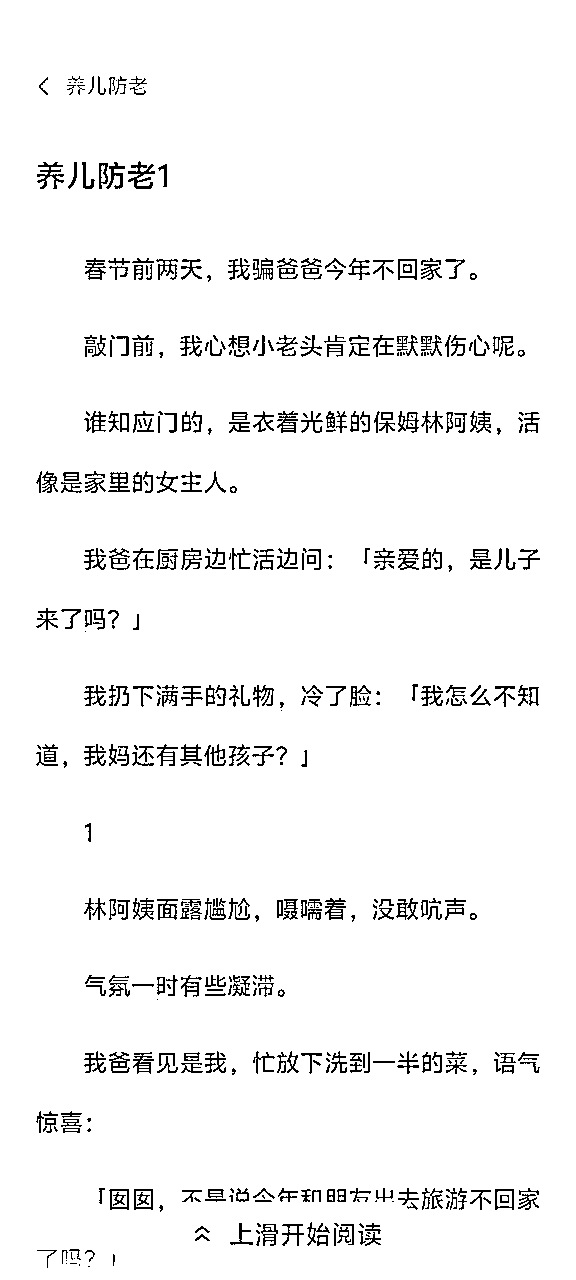 养儿防老
养儿防老1
春节前两天，我骗爸爸今年不回家了。
敲门前，我心想小老头肯定在默默伤心呢。
谁知应门的，是衣着光鲜的保姆林阿姨，活
像是家里的女主人。
我爸在厨房边忙活边问：「亲爱的，是儿子
来了吗？」
我扔下满手的礼物，冷了脸：「我怎么不知
道，我妈还有其他孩子？」
1
林阿姨面露尴尬，嗫嚅着，没敢吭声。
气氛一时有些凝滞。
我爸看见是我，忙放下洗到一半的菜，语气
惊喜：
「囡囡，不是说今年和朋友出去旅游不回家
上滑开始阅读
了吗？」